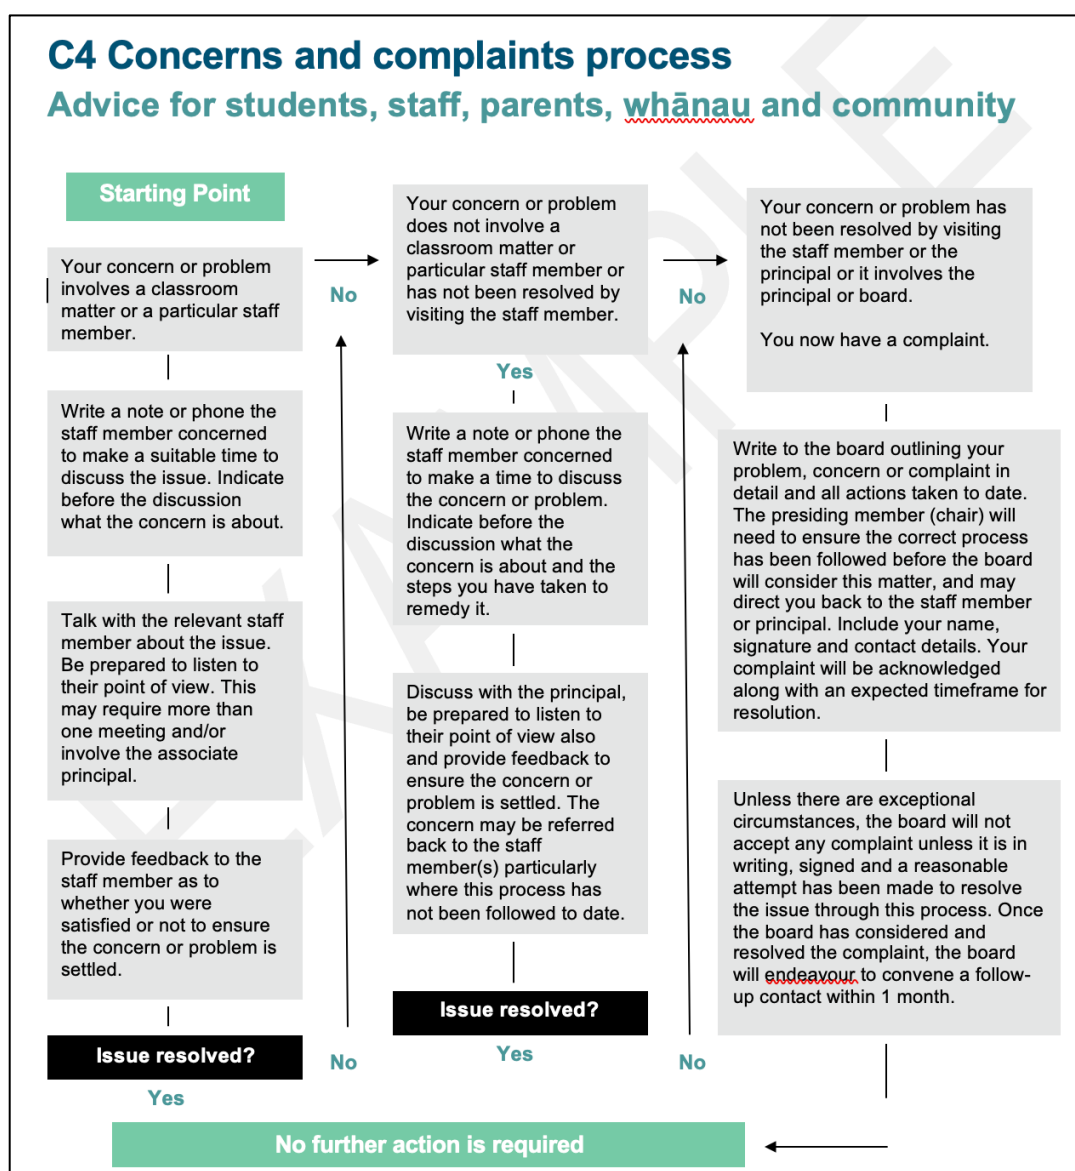 C4 Concerns and complaints process
Advice for students, staff, parents, whānau and community
Starting Point
Your concern or problem
involves a classroom
matter or a particular staff
member.
Write a note or phone the
staff member concerned
to make a suitable time to
discuss the issue. Indicate
before the discussion
what the concern is about.
Talk with the relevant staff
member about the issue.
Be prepared to listen to
their point of view. This
may require more than
one meeting and/or
involve the associate
principal.
Provide feedback to the
staff member as to
whether you were
satisfied or not to ensure
the concern or problem is
settled.
Issue resolved?
Yes
No
No
Your concern or problem
does not involve a
classroom matter or
particular staff member or
has not been resolved by
visiting the staff member.
Yes
Write a note or phone the
staff member concerned
to make a time to discuss
the concern or problem.
Indicate before the
discussion what the
concern is about and the
steps you have taken to
remedy it.
Discuss with the principal,
be prepared to listen to
their point of view also
and provide feedback to
ensure the concern or
problem is settled. The
concern may be referred
back to the staff
member(s) particularly
where this process has
not been followed to date.
Issue resolved?
Yes
No
No
Your concern or problem has
not been resolved by visiting
the staff member or the
principal or it involves the
principal or board.
You now have a complaint.
Write to the board outlining your
problem, concern or complaint in
detail and all actions taken to date.
The presiding member (chair) will
need to ensure the correct process
has been followed before the board
will consider this matter, and may
direct you back to the staff member
or principal. Include your name,
signature and contact details. Your
complaint will be acknowledged
along with an expected timeframe for
resolution.
Unless there are exceptional
circumstances, the board will not
accept any complaint unless it is in
writing, signed and a reasonable
attempt has been made to resolve
the issue through this process. Once
the board has considered and
resolved the complaint, the board
will endeavour to convene a follow-
up contact within 1 month.
No further action is required
EXAMPLE